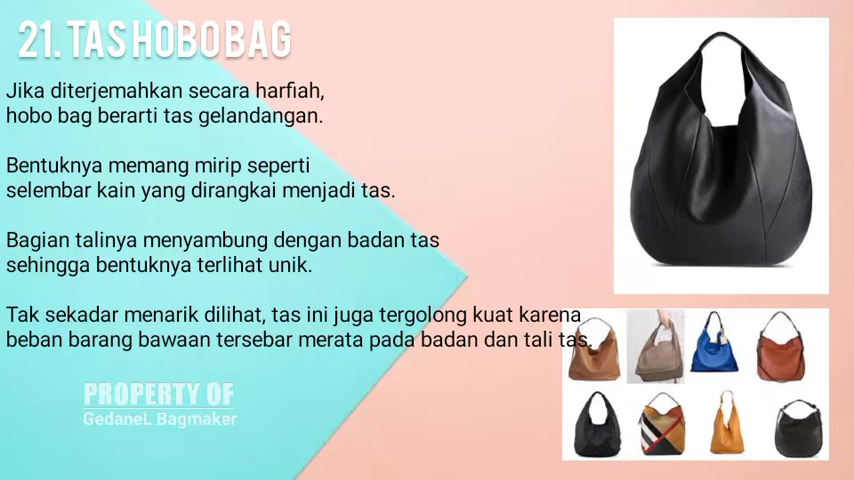 21. TAS HOBO BAG
Jika diterjemahkan secara harfiah,
hobo bag berarti tas gelandangan.
Bentuknya memang mirip seperti
selembar kain yang dirangkai menjadi tas.
Bagian talinya menyambung dengan badan tas
sehingga bentuknya terlihat unik.
Tak sekadar menarik dilihat, tas ini juga tergolong kuat karena
beban barang bawaan tersebar merata pada badan dan tali tas.
PROPERTY OF
GedaneL Bagmaker